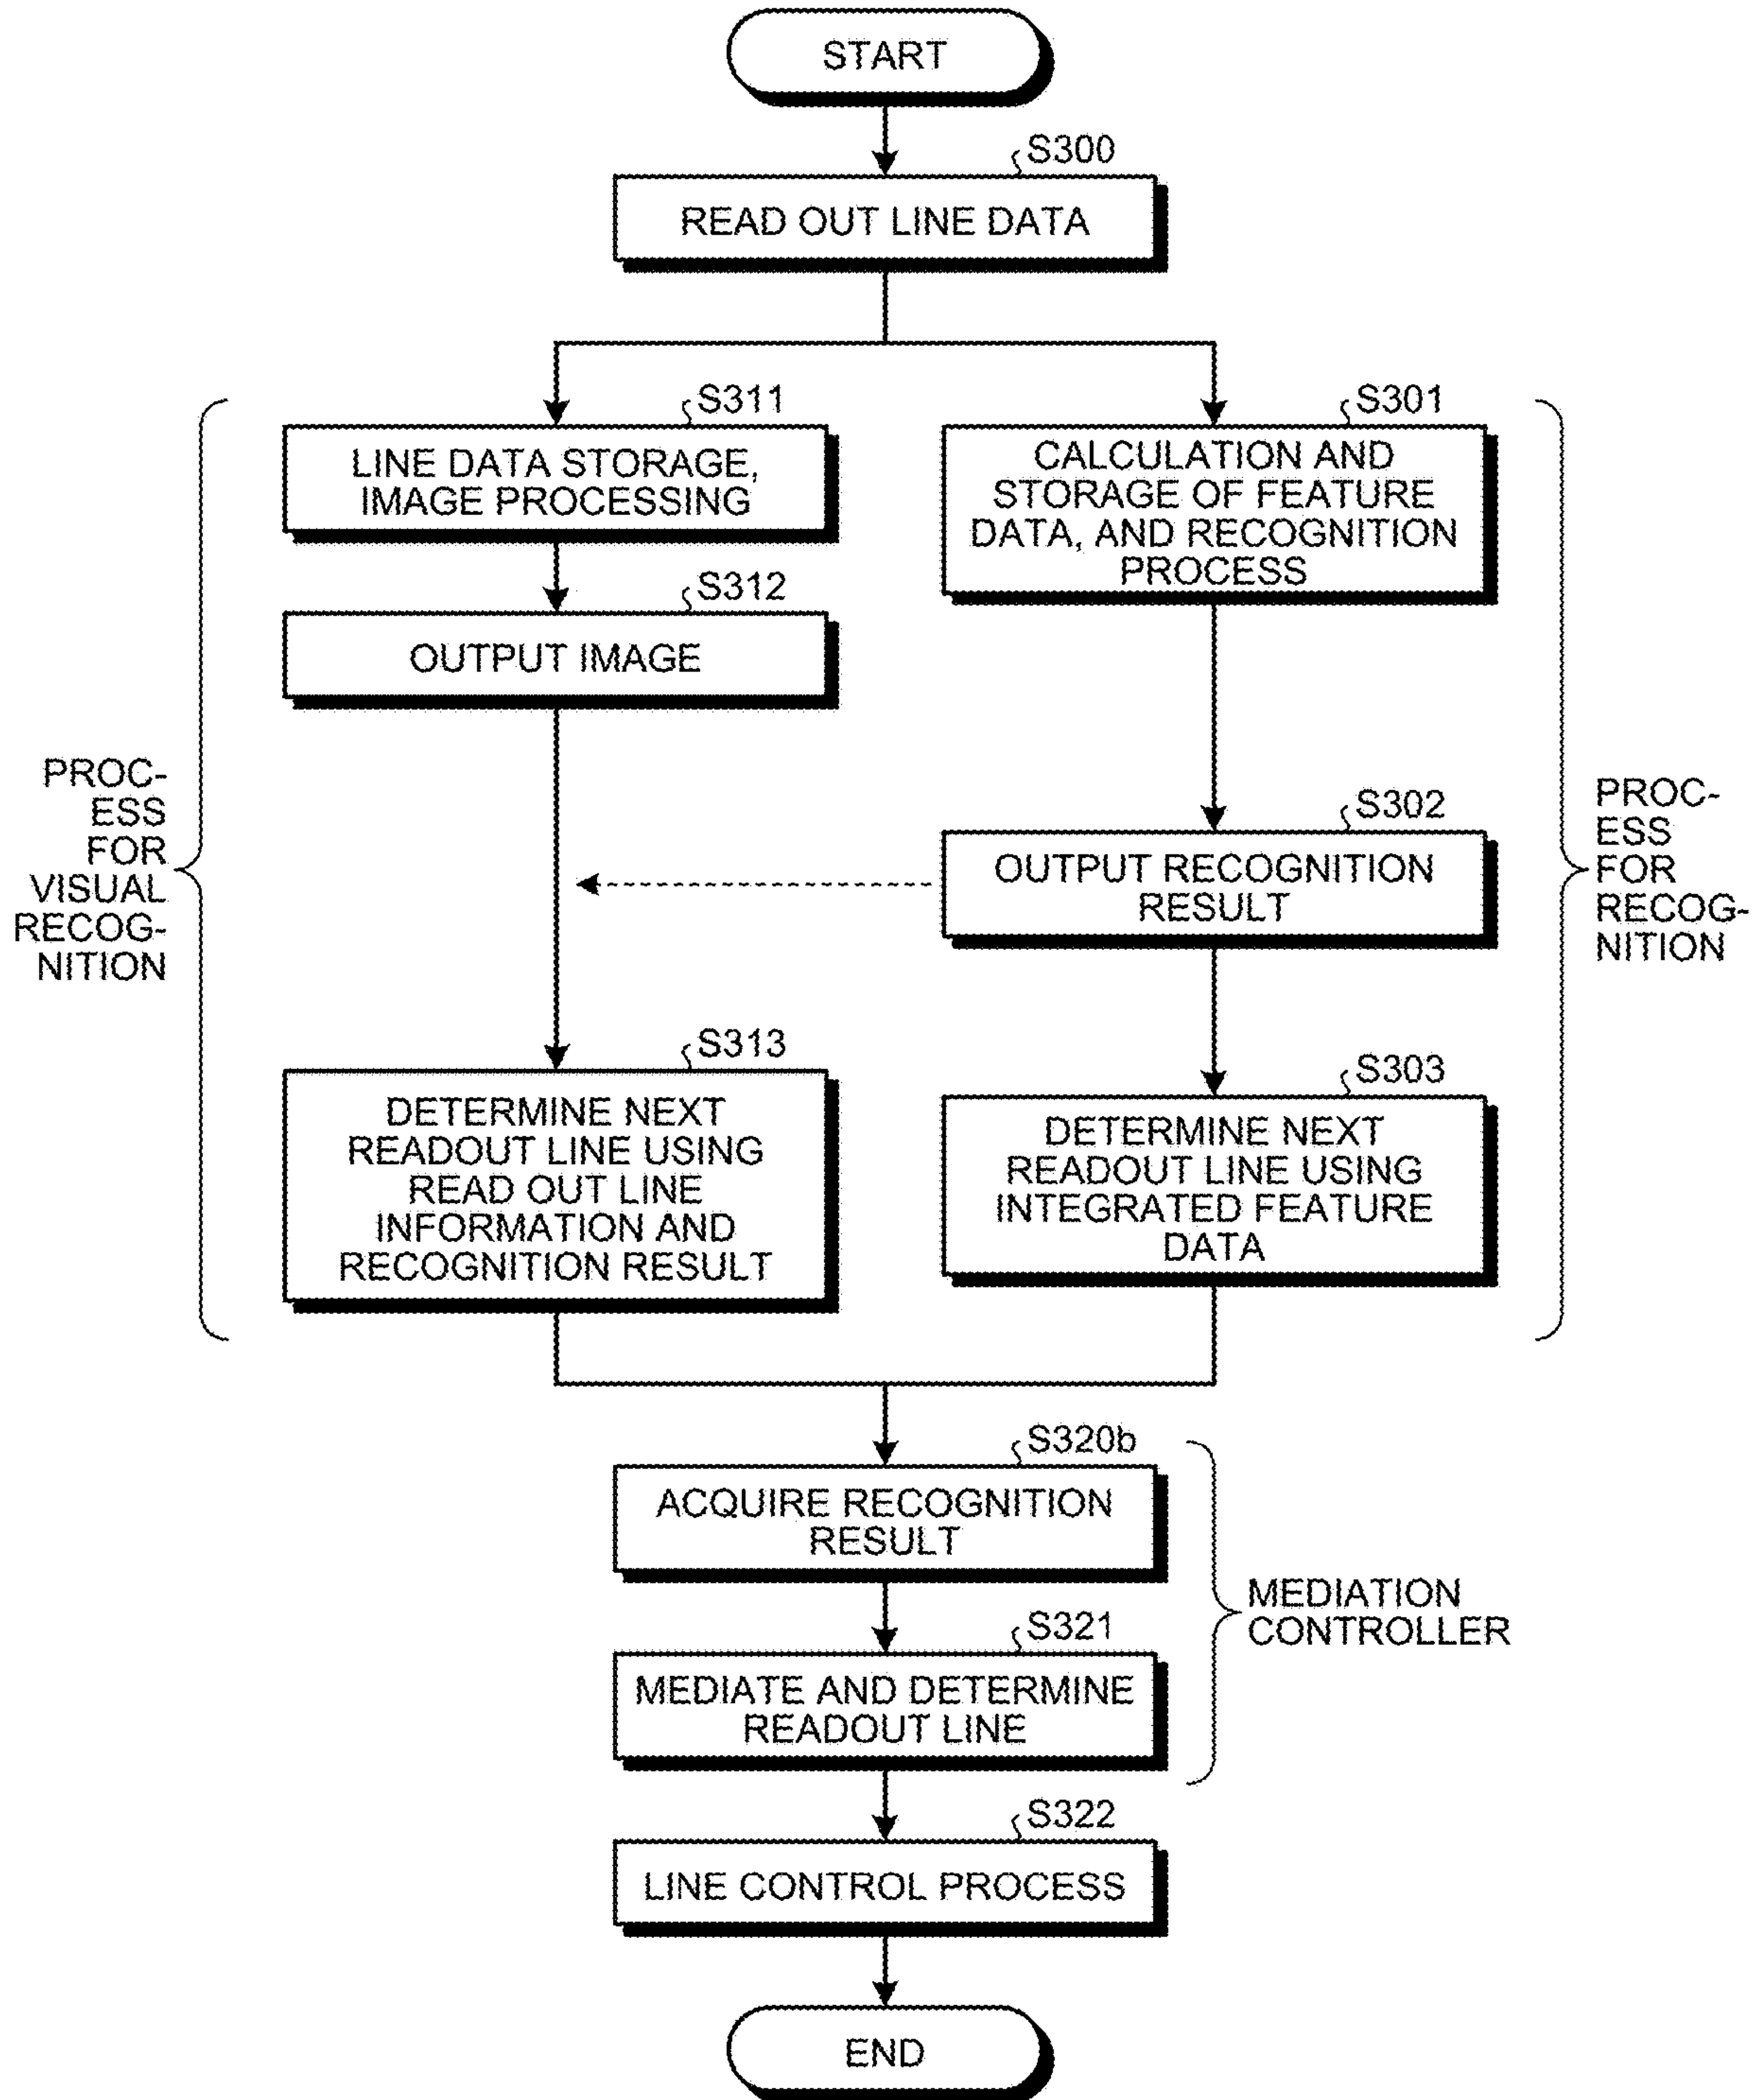 START
S300
READ OUT LINE DATA
S311
LINE DATA STORAGE,
IMAGE PROCESSING
S312
OUTPUT IMAGE
PROC-
ESS
FOR
VISUAL
RECOG-
NITION
S313
DETERMINE NEXT
READOUT LINE USING
READ OUT LINE
INFORMATION AND
RECOGNITION RESULT
S301
CALCULATION AND
STORAGE OF FEATURE
DATA, AND RECOGNITION
PROCESS
S302
OUTPUT RECOGNITION
RESULT
PROC-
ESS
FOR
RECOG-
NITION
S303
DETERMINE NEXT
READOUT LINE USING
INTEGRATED FEATURE
DATA
S320b
ACQUIRE RECOGNITION
RESULT
S321
MEDIATE AND DETERMINE
READOUT LINE
MEDIATION
CONTROLLER
S322
LINE CONTROL PROCESS
END